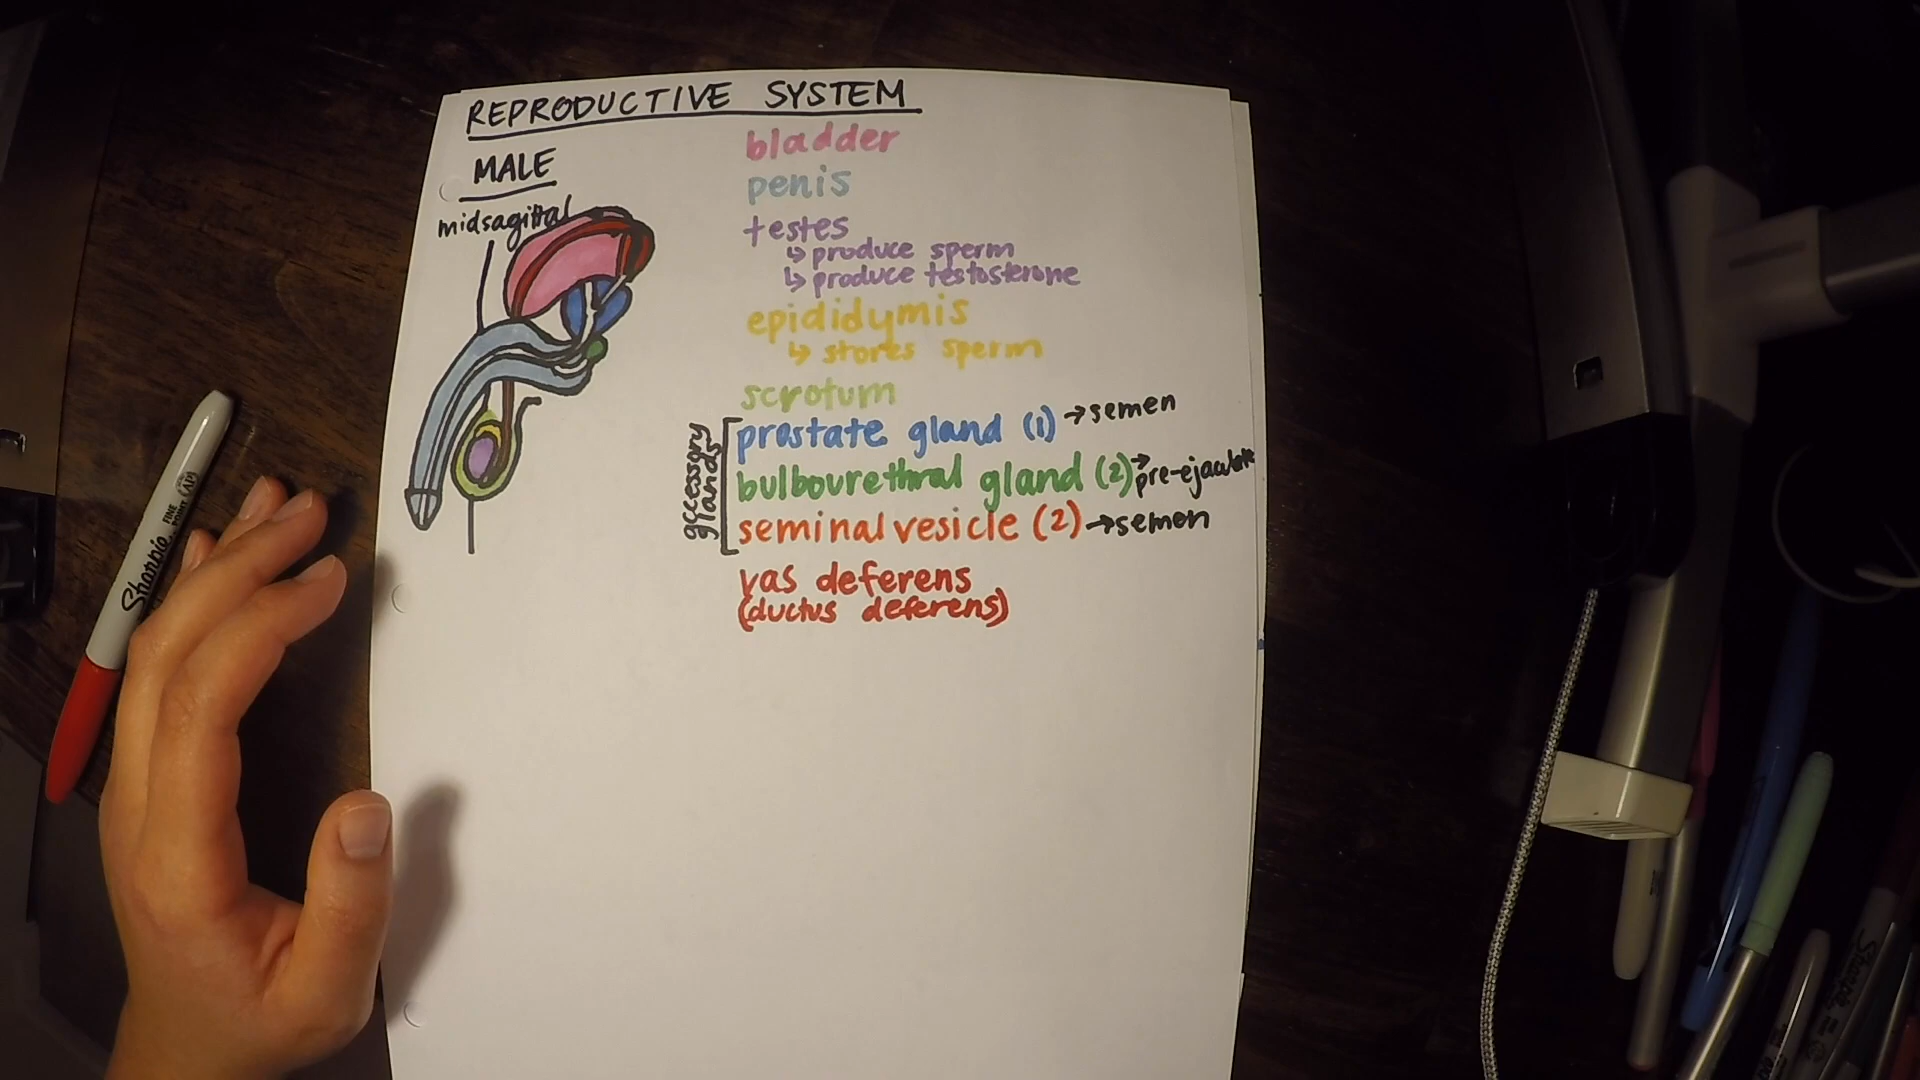 REPRODUCTIVE SYSTEM
MALE
midsagittal
bladder
penis
testes
↳ produce sperm
↳ produce testosterone
epididymis
↳ stores sperm
scrotum
accessory
glands
prostate gland (1) → semen
bulbourethral gland (2) → pre-ejaculate
seminal vesicle (2) → semen
vas deferens
(ductus deferens)
Sharpie
FINE POINT
(AP)